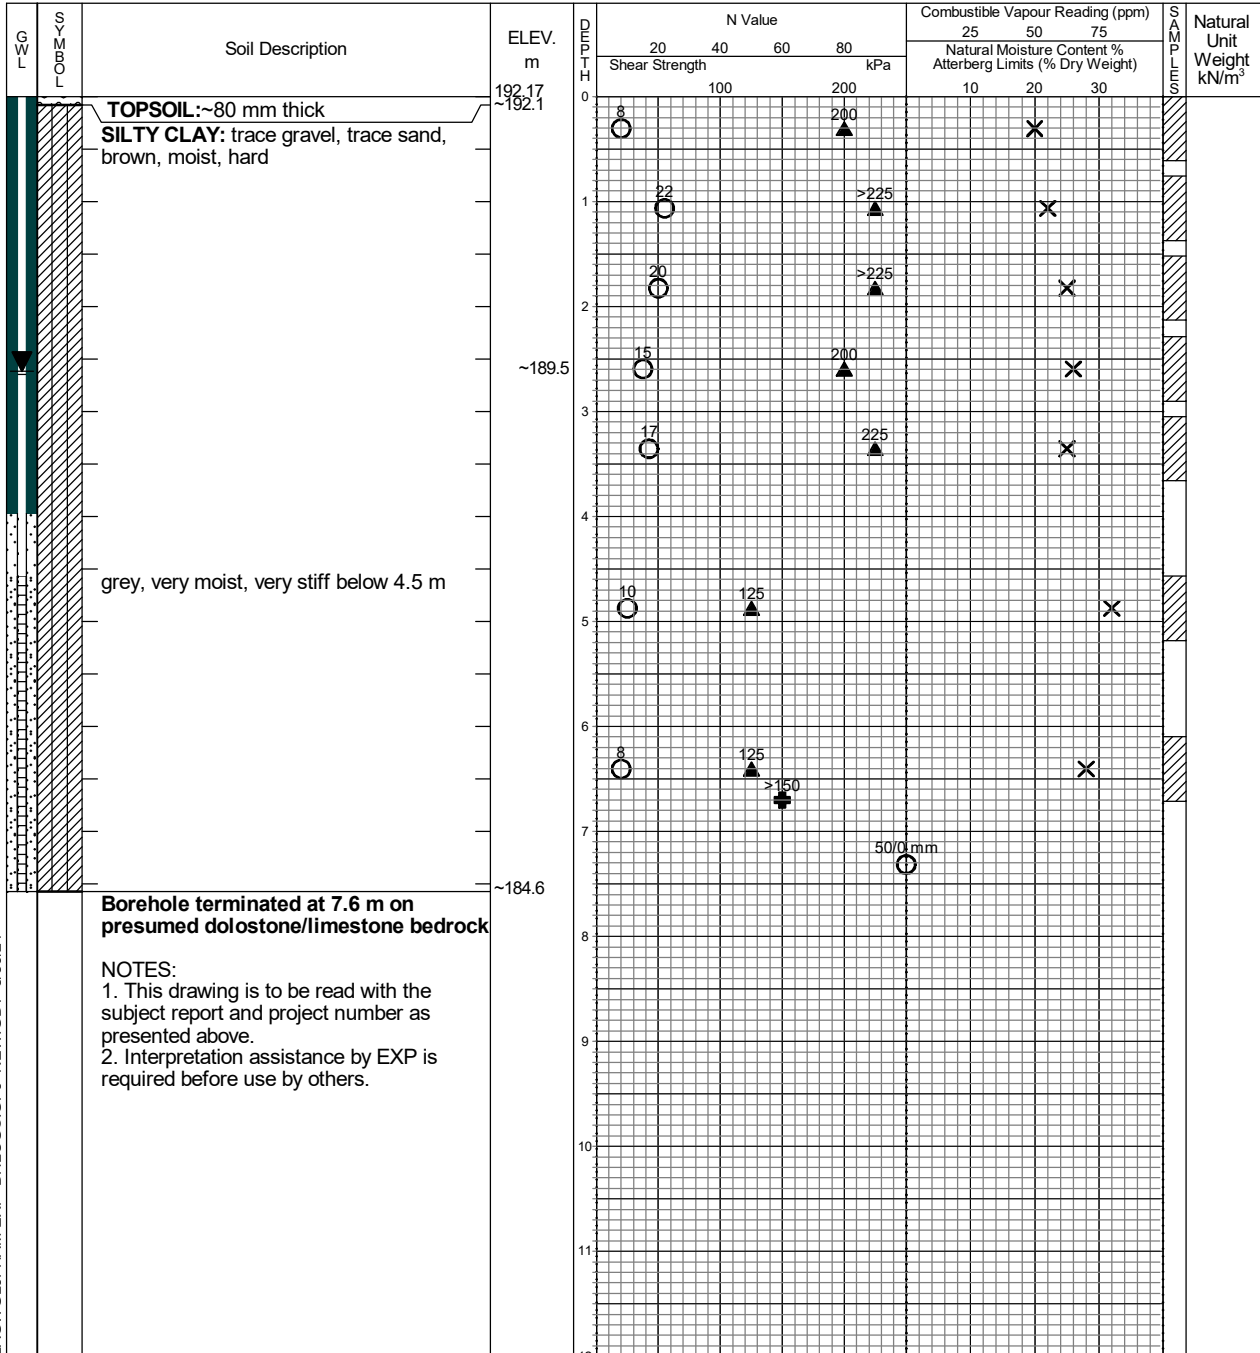 GWL
SYMBOL
Soil Description
ELEV.
m
192.17
DEPTH
N Value
20 40 60 80
Shear Strength kPa
100 200
Combustible Vapour Reading (ppm)
25 50 75
Natural Moisture Content %
Atterberg Limits (% Dry Weight)
10 20 30
SAMPLES
Natural
Unit
Weight
kN/m³
TOPSOIL:~80 mm thick
~192.1
0
SILTY CLAY: trace gravel, trace sand,
brown, moist, hard
8 200
1
22 >225
20 >225
2
~189.5
15 200
3
17 225
4
grey, very moist, very stiff below 4.5 m
10 125
5
6
8 125
>150
7
50/0 mm
~184.6
Borehole terminated at 7.6 m on
presumed dolostone/limestone bedrock
8
NOTES:
1. This drawing is to be read with the
subject report and project number as
presented above.
2. Interpretation assistance by EXP is
required before use by others.
9
10
11